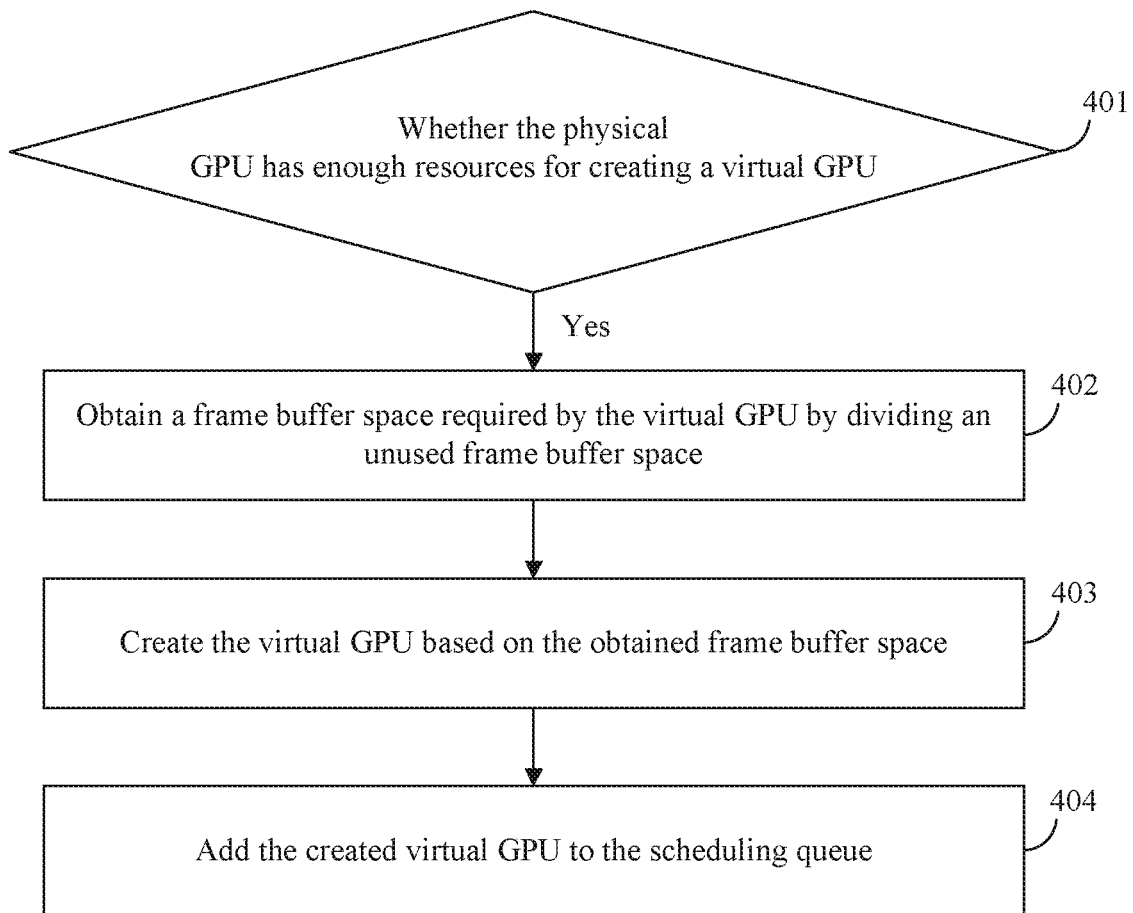 Whether the physical
GPU has enough resources for creating a virtual GPU
401
Yes
Obtain a frame buffer space required by the virtual GPU by dividing an
unused frame buffer space
402
Create the virtual GPU based on the obtained frame buffer space
403
Add the created virtual GPU to the scheduling queue
404